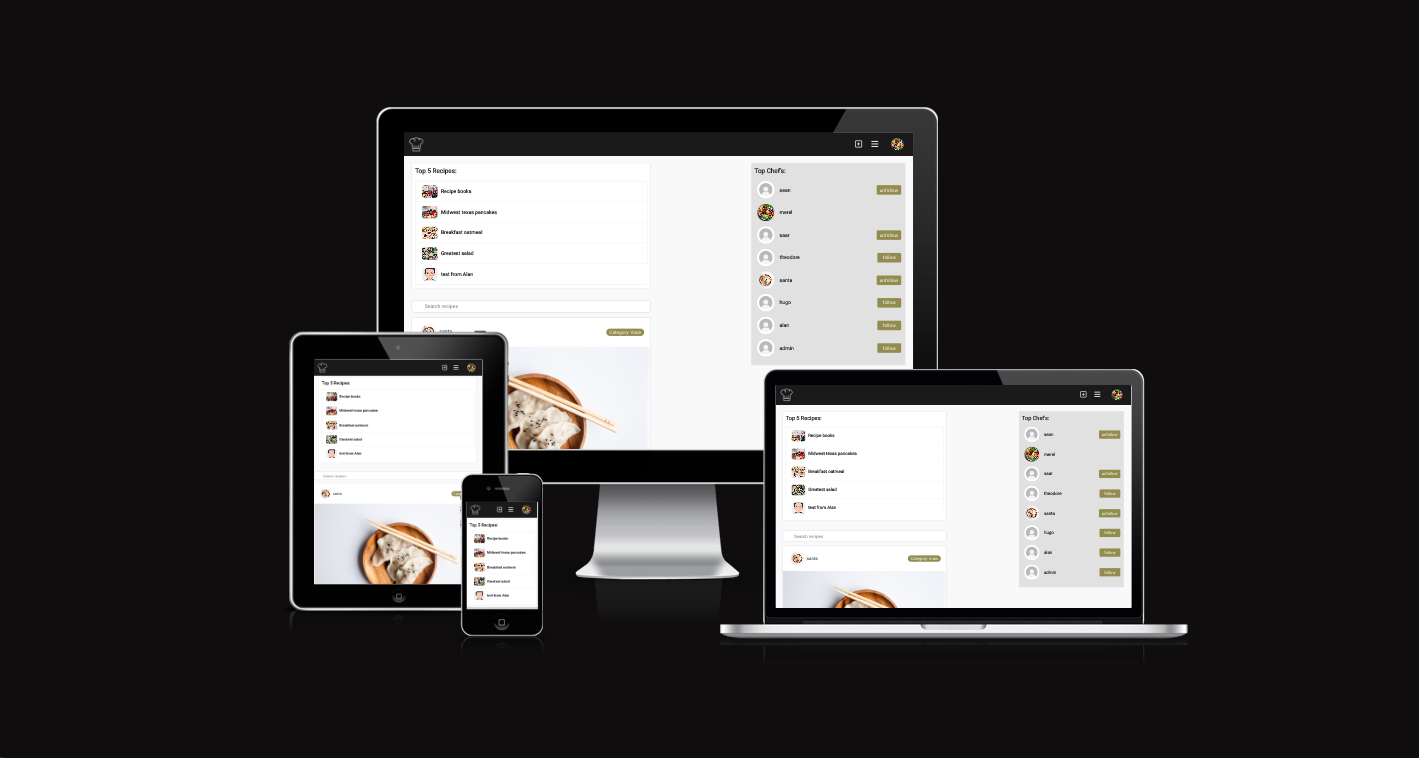 Top 5 Recipes:
Recipe books
Midwest texas pancakes
Breakfast oatmeal
Greatest salad
test from Alan
Search recipes
santa
Category: main
Top Chefs:
sean
unfollow
merel
saar
unfollow
theodore
follow
santa
unfollow
hugo
follow
alan
follow
admin
follow
Top 5 Recipes:
Recipe books
Midwest texas pancakes
Breakfast oatmeal
Greatest salad
test from Alan
Search recipes
santa
Top 5 Recipes:
Recipe books
Midwest texas pancakes
Breakfast oatmeal
Greatest salad
test from Alan
Top 5 Recipes:
Recipe books
Midwest texas pancakes
Breakfast oatmeal
Greatest salad
test from Alan
Search recipes
santa
Category: main
Top Chefs:
sean
unfollow
merel
saar
unfollow
theodore
follow
santa
unfollow
hugo
follow
alan
follow
admin
follow